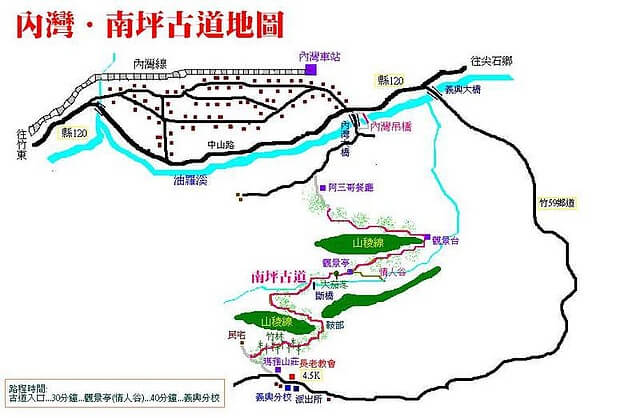 內灣‧南坪古道地圖
內灣線
內灣車站
往尖石鄉
縣120
義興大橋
往竹東
縣120
中山路
內灣吊橋
內灣大橋
油羅溪
阿三哥餐廳
竹59鄉道
山稜線
觀景台
觀景亭
情人谷
南坪古道
大茄冬
斷橋
山稜線
鞍部
民宅
竹林
瑪雅山莊
長老教會
4.5K
義興分校
派出所
路程時間:
古道入口...30分鐘...觀景亭(情人谷)...40分鐘...義興分校